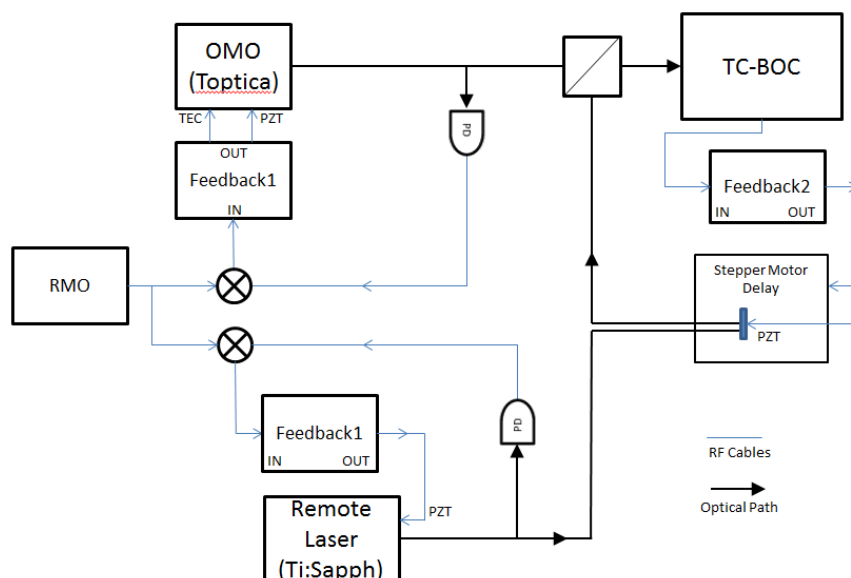 OMO
(Toptica)
TC-BOC
PD
TEC
PZT
OUT
Feedback1
IN
Feedback2
IN
OUT
RMO
Stepper Motor
Delay
PZT
PD
Feedback1
IN
OUT
RF Cables
Remote
Laser
(Ti:Sapph)
PZT
Optical Path